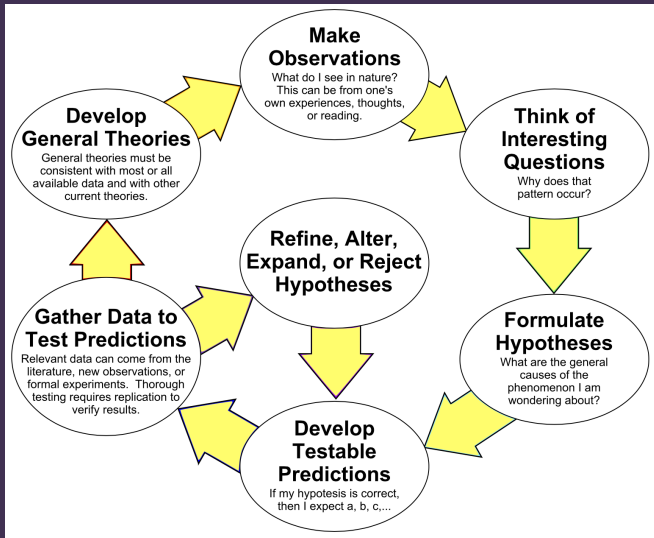 Make
Observations
What do I see in nature?
This can be from one's
own experiences, thoughts,
or reading.
Think of
Interesting
Questions
Why does that
pattern occur?
Formulate
Hypotheses
What are the general
causes of the
phenomenon I am
wondering about?
Develop
Testable
Predictions
If my hypotesis is correct,
then I expect a, b, c,...
Gather Data to
Test Predictions
Relevant data can come from the
literature, new observations, or
formal experiments. Thorough
testing requires replication to
verify results.
Refine, Alter,
Expand, or Reject
Hypotheses
Develop
General Theories
General theories must be
consistent with most or all
available data and with other
current theories.